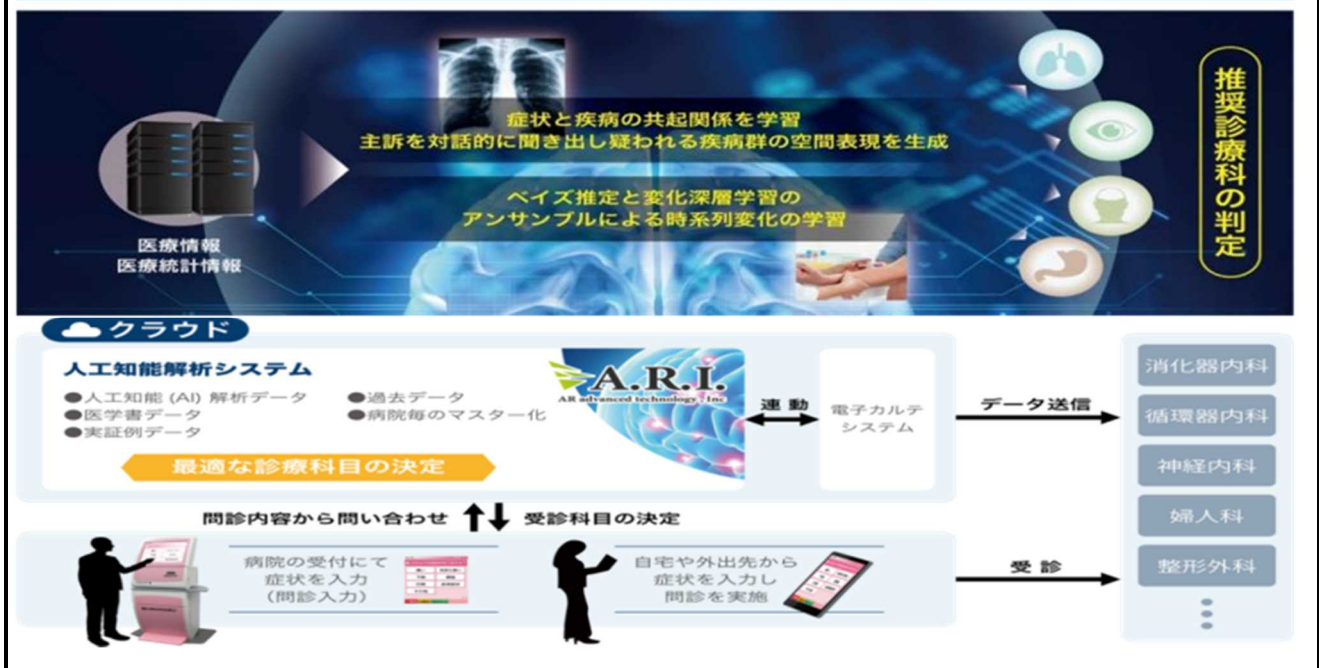 症状と疾病の共起関係を学習
主訴を対話的に聞き出し疑われる疾病群の空間表現を生成
ベイズ推定と変化深層学習の
アンサンブルによる時系列変化の学習
医療情報
医療統計情報
推奨診療科の判定
クラウド
人工知能解析システム
●人工知能 (AI) 解析データ
●医学書データ
●実証例データ
●過去データ
●病院毎のマスター化
A.R.I.
AR advanced technology , Inc
最適な診療科目の決定
連動
電子カルテ
システム
データ送信
消化器内科
循環器内科
神経内科
婦人科
整形外科
問診内容から問い合わせ
受診科目の決定
病院の受付にて
症状を入力
(問診入力)
自宅や外出先から
症状を入力し
問診を実施
受診